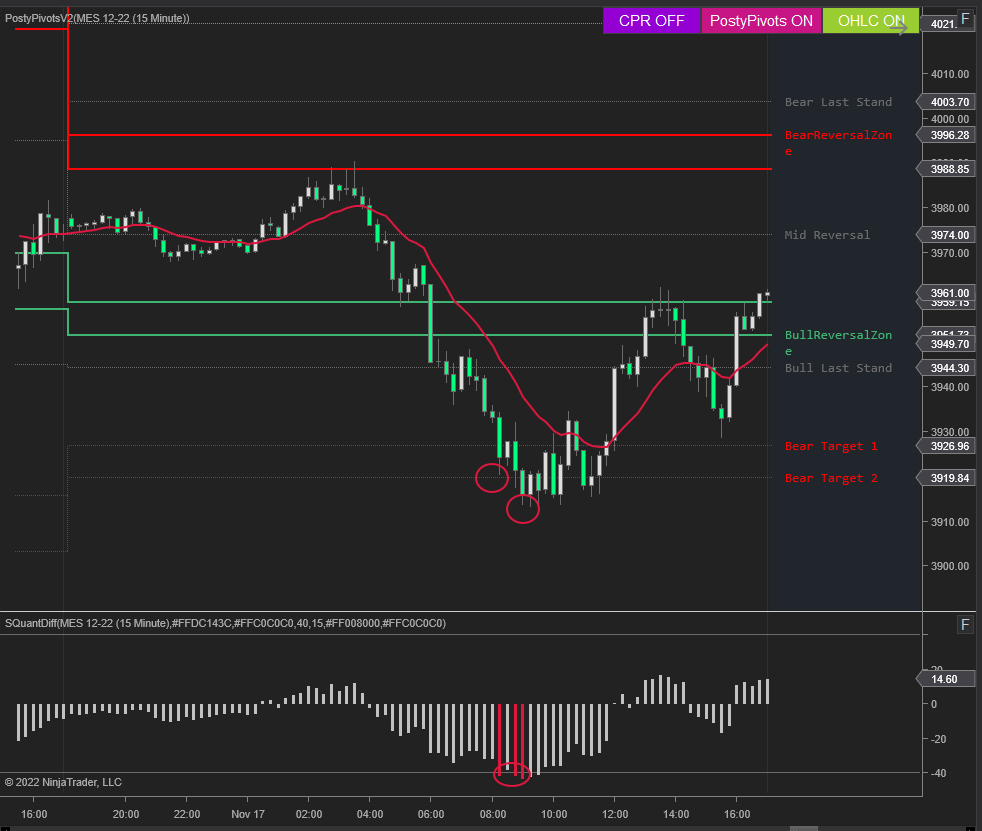 PostyPivotsV2(MES 12-22 (15 Minute))
CPR OFF
PostyPivots ON
OHLC ON
F
4021.
4010.00
Bear Last Stand
4003.70
4000.00
BearReversalZon
e
3996.28
3988.85
3980.00
Mid Reversal
3974.00
3970.00
3961.00
3959.15
BullReversalZon
e
3951.72
3949.70
Bull Last Stand
3944.30
3940.00
3930.00
Bear Target 1
3926.96
Bear Target 2
3919.84
3910.00
3900.00
SQuantDiff(MES 12-22 (15 Minute),#FFDC143C,#FFC0C0C0,40,15,#FF008000,#FFC0C0C0)
F
20
14.60
0
-20
-40
© 2022 NinjaTrader, LLC
16:00 20:00 22:00 Nov 17 02:00 04:00 06:00 08:00 10:00 12:00 14:00 16:00